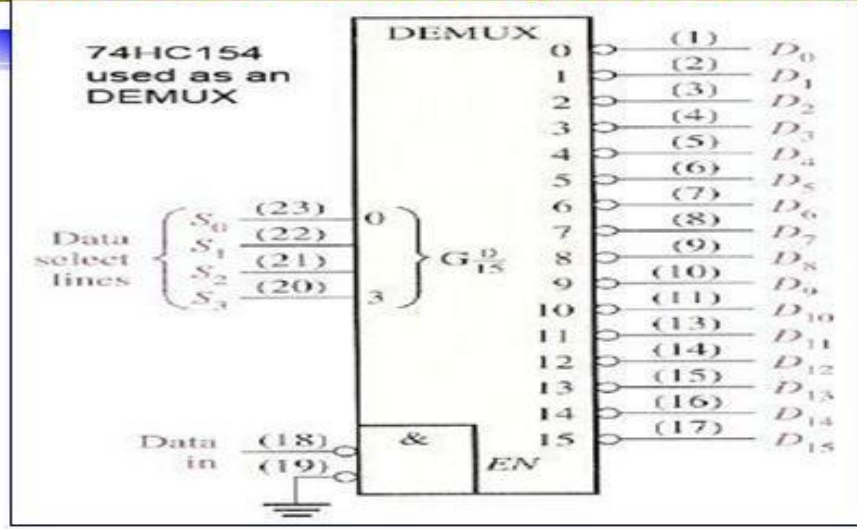 74HC154
used as an
DEMUX
DEMUX
0 (1) D0
1 (2) D1
2 (3) D2
3 (4) D3
4 (5) D4
5 (6) D5
6 (7) D6
7 (8) D7
8 (9) D8
9 (10) D9
10 (11) D10
11 (13) D11
12 (14) D12
13 (15) D13
14 (16) D14
15 (17) D15
Data
select
lines
S0 (23) 0
S1 (22)
S2 (21)
S3 (20) 3
G 0/15
Data
in
(18)
(19)
&
EN